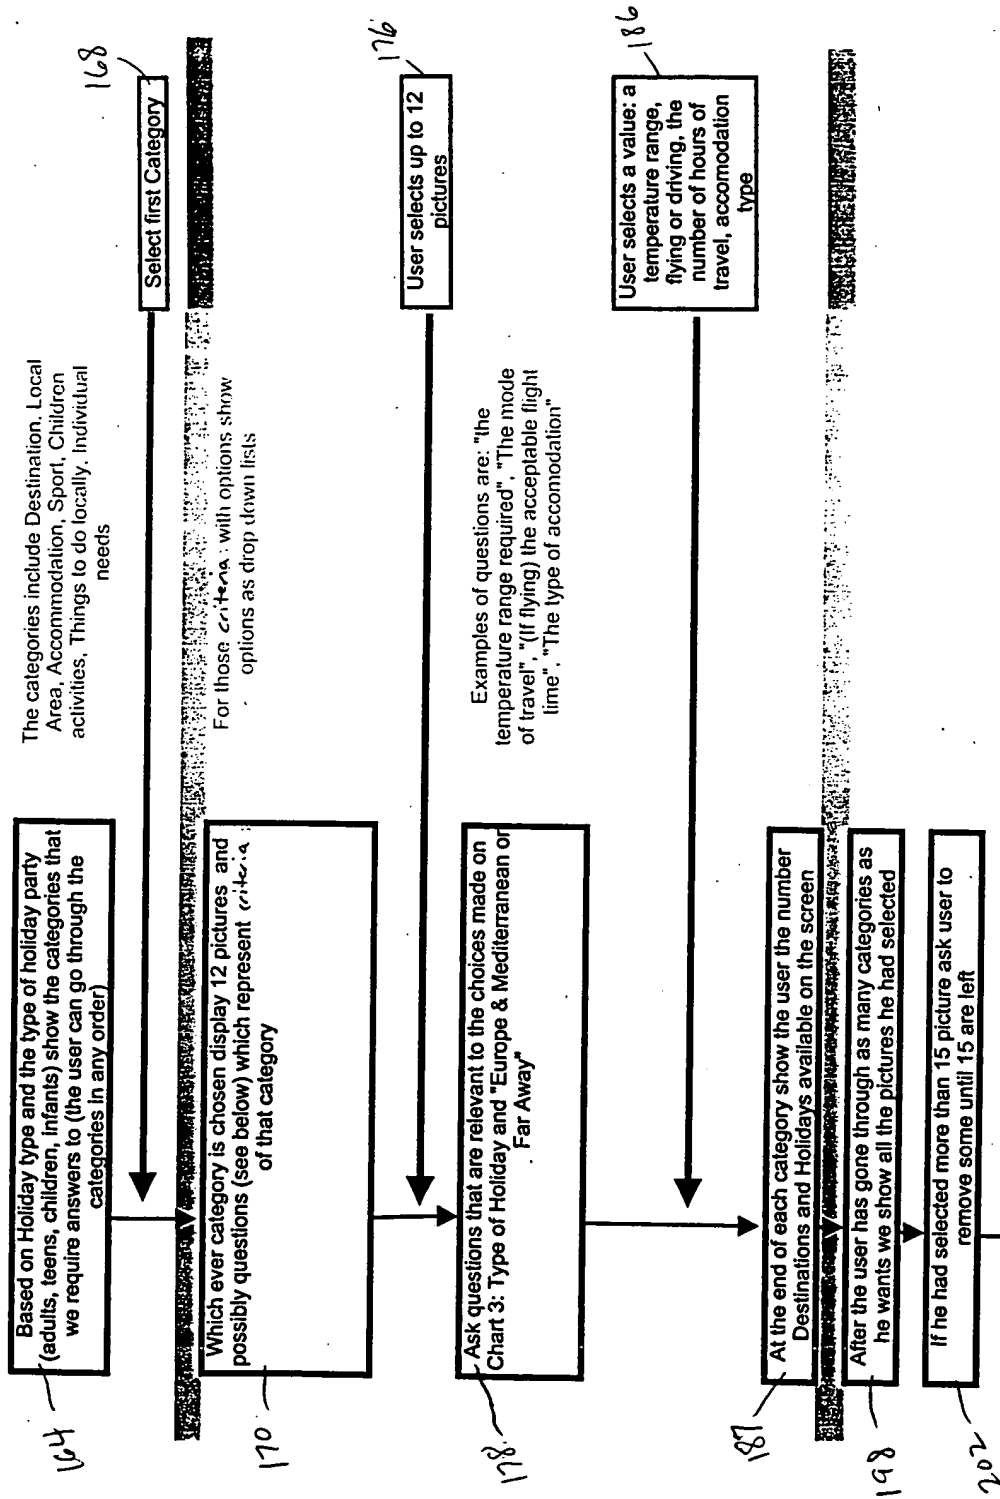 164
Based on Holiday type and the type of holiday party
(adults, teens, children, infants) show the categories that
we require answers to (the user can go through the
categories in any order)
The categories include Destination, Local
Area, Accommodation, Sport, Children
activities, Things to do locally, Individual
needs
168
Select first Category
170
Which ever category is chosen display 12 pictures and
possibly questions (see below) which represent criteria :
of that category
For those criteria : with options show
options as drop down lists
176
User selects up to 12
pictures
178
Ask questions that are relevant to the choices made on
Chart 3: Type of Holiday and "Europe & Mediterranean or
Far Away"
Examples of questions are: "the
temperature range required", "The mode
of travel", "(If flying) the acceptable flight
time", "The type of accomodation"
186
User selects a value: a
temperature range,
flying or driving, the
number of hours of
travel, accomodation
type
187
At the end of each category show the user the number
Destinations and Holidays available on the screen
198
After the user has gone through as many categories as
he wants we show all the pictures he had selected
202
If he had selected more than 15 picture ask user to
remove some until 15 are left